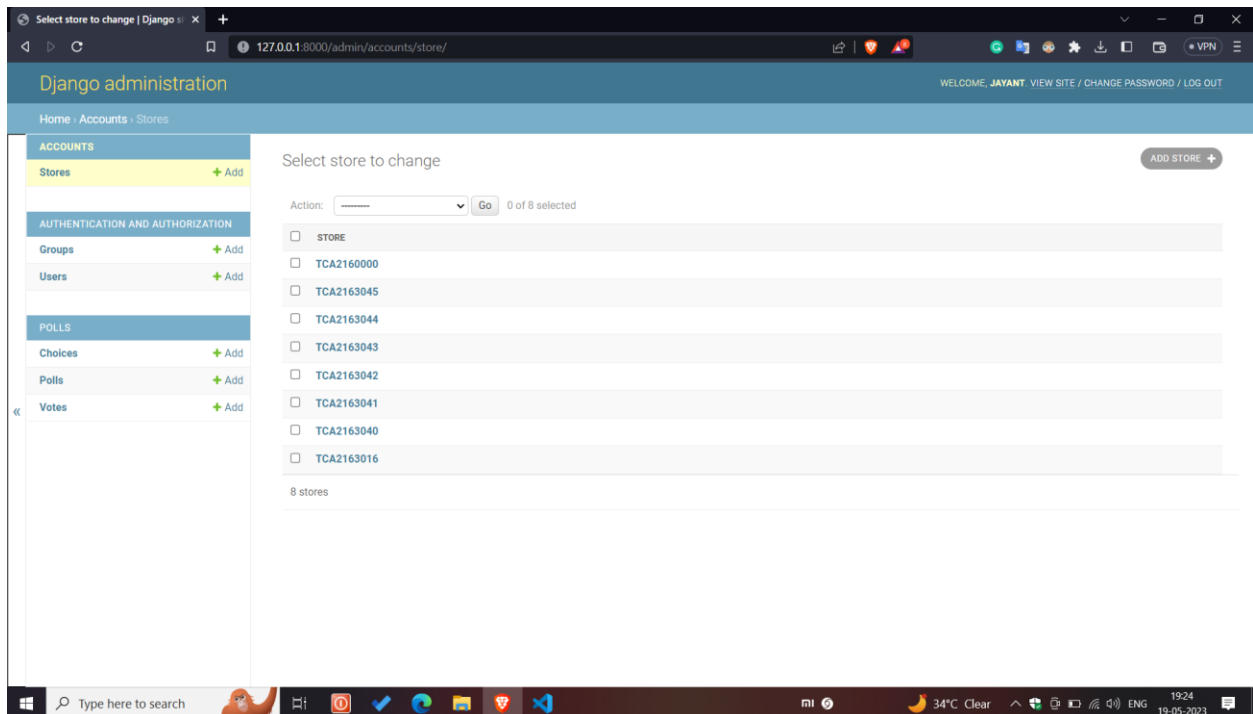 Select store to change | Django si
127.0.0.1:8000/admin/accounts/store/
VPN
Django administration
WELCOME, JAYANT. VIEW SITE / CHANGE PASSWORD / LOG OUT
Home › Accounts › Stores
ACCOUNTS
Stores + Add
AUTHENTICATION AND AUTHORIZATION
Groups + Add
Users + Add
POLLS
Choices + Add
Polls + Add
Votes + Add
«
Select store to change
ADD STORE +
Action: --------- Go 0 of 8 selected
STORE
TCA2160000
TCA2163045
TCA2163044
TCA2163043
TCA2163042
TCA2163041
TCA2163040
TCA2163016
8 stores
Type here to search
34°C Clear
ENG
19:24
19-05-2023